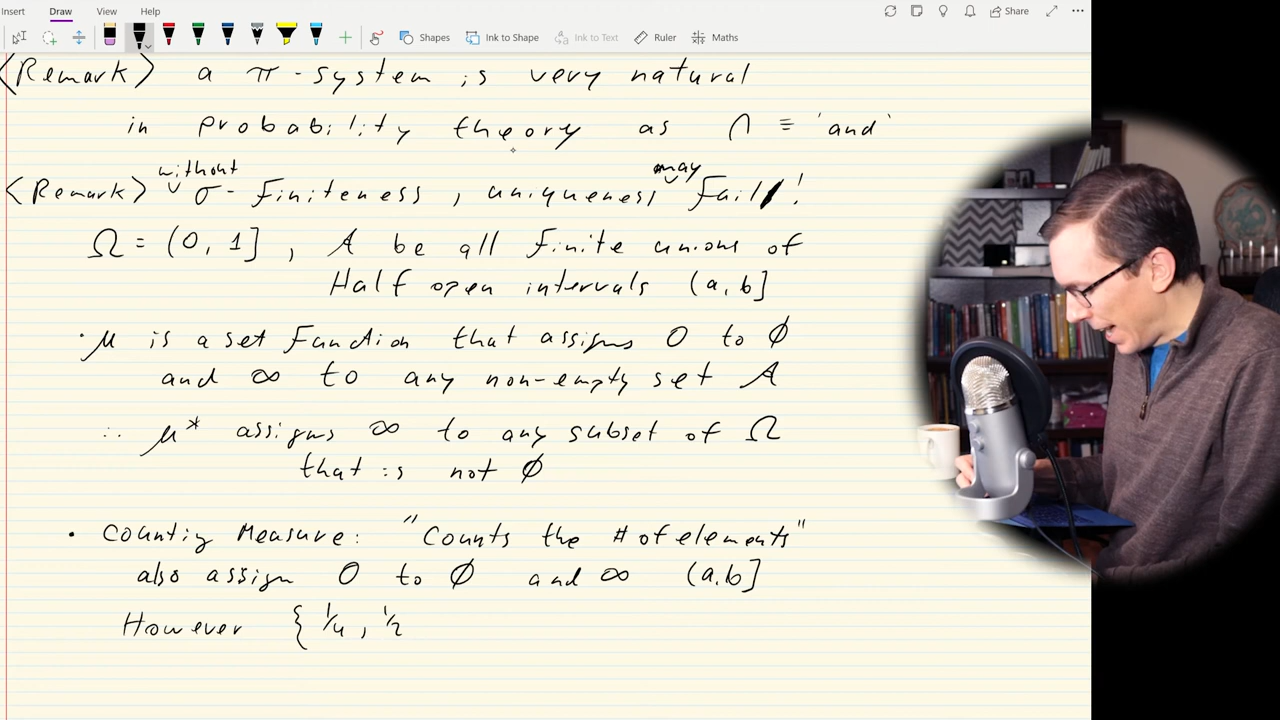 Insert Draw View Help Share
Shapes Ink to Shape Ink to Text Ruler Maths
<Remark> a π-system is very natural
in probability theory as ∩ ≡ 'and'
<Remark> without σ-finiteness, uniqueness may fail!
Ω = (0, 1], A be all finite unions of
Half open intervals (a, b]
· μ is a set function that assigns 0 to ∅
and ∞ to any non-empty set A
∴ μ* assigns ∞ to any subset of Ω
that is not ∅
· Countig Measure: "Counts the # of elements"
also assign 0 to ∅ and ∞ (a,b]
However { 1/4, 1/2